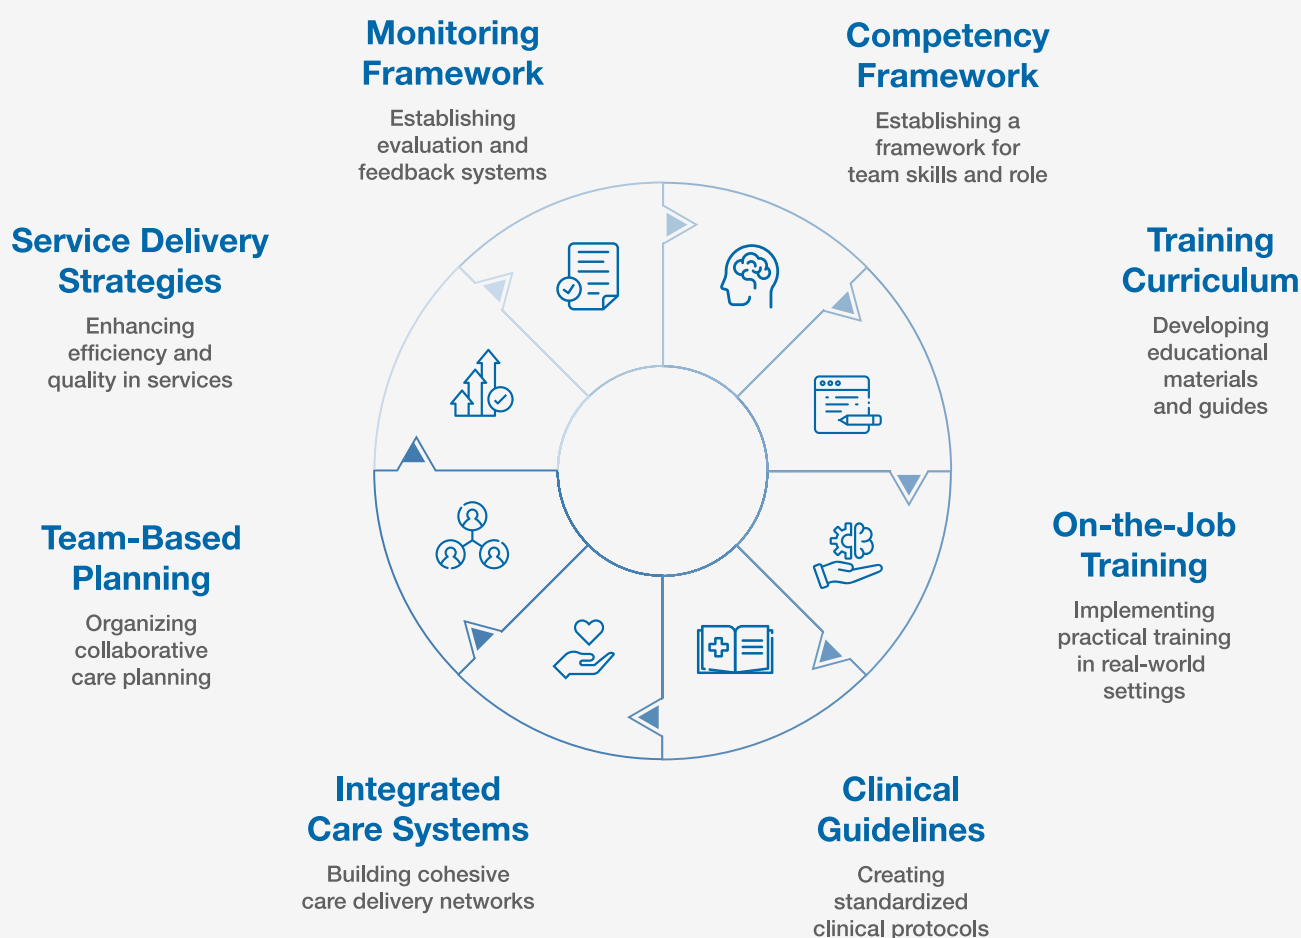 Monitoring
Framework
Establishing
evaluation and
feedback systems
Competency
Framework
Establishing a
framework for
team skills and role
Training
Curriculum
Developing
educational
materials
and guides
On-the-Job
Training
Implementing
practical training
in real-world
settings
Clinical
Guidelines
Creating
standardized
clinical protocols
Integrated
Care Systems
Building cohesive
care delivery networks
Team-Based
Planning
Organizing
collaborative
care planning
Service Delivery
Strategies
Enhancing
efficiency and
quality in services